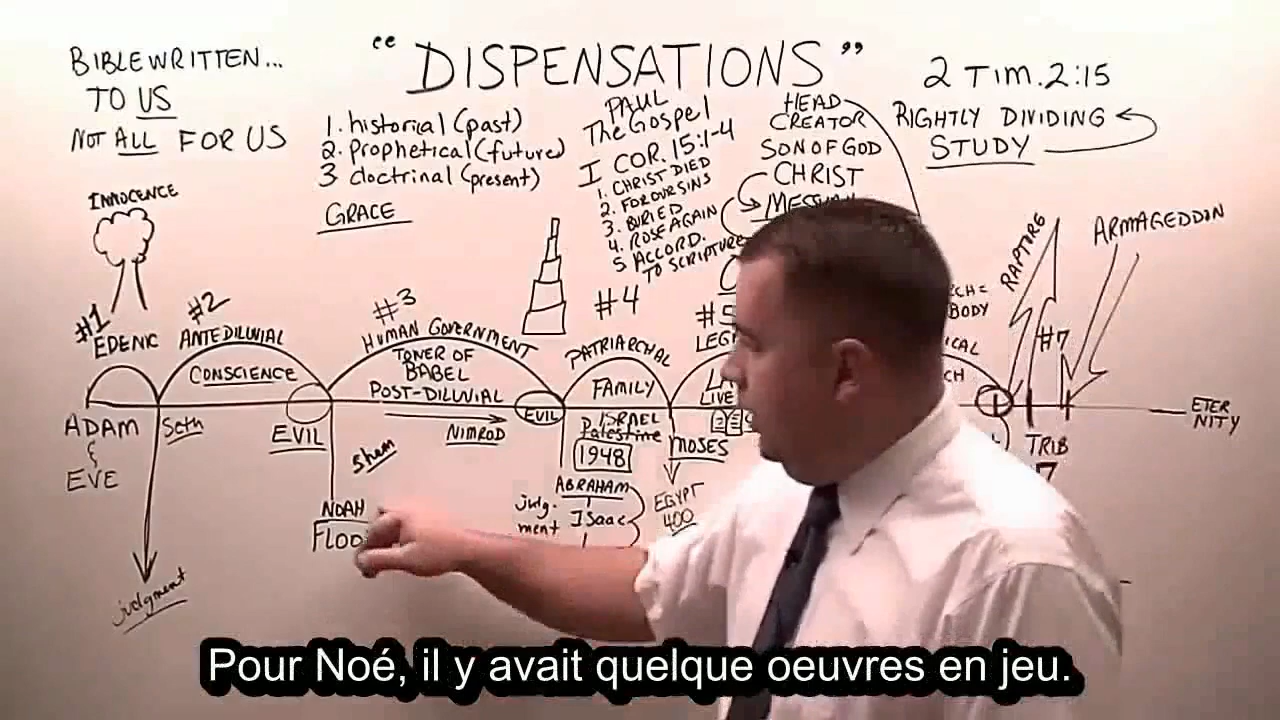 BIBLE WRITTEN...
TO US
NOT ALL FOR US
“DISPENSATIONS”
2 Tim. 2:15
RIGHTLY DIVIDING
STUDY
1. historical (past)
2. Prophetical (future)
3 doctrinal (present)
GRACE
PAUL
The Gospel
I COR. 15:1-4
1. CHRIST DIED
2. FOR OUR SINS
3. BURIED
4. ROSE AGAIN
5 ACCORD.
TO SCRIPTURE
HEAD
CREATOR
SON OF GOD
CHRIST
INNOCENCE
#1
EDENIC
ADAM
&
EVE
#2
ANTEDILUVIAL
CONSCIENCE
Seth
judgment
EVIL
#3
HUMAN GOVERNMENT
TOWER OF
BABEL
POST-DILUVIAL
NIMROD
Shem
NOAH
EVIL
#4
PATRIARCHAL
FAMILY
ISRAEL
Palestine
1948
ABRAHAM
Isaac
judg-
ment
#5
MOSES
EGYPT
400
LIVE
BODY
RAPTURE
ARMAGEDDON
#7
TRIB
7
ETER
NITY
Pour Noé, il y avait quelque oeuvres en jeu.